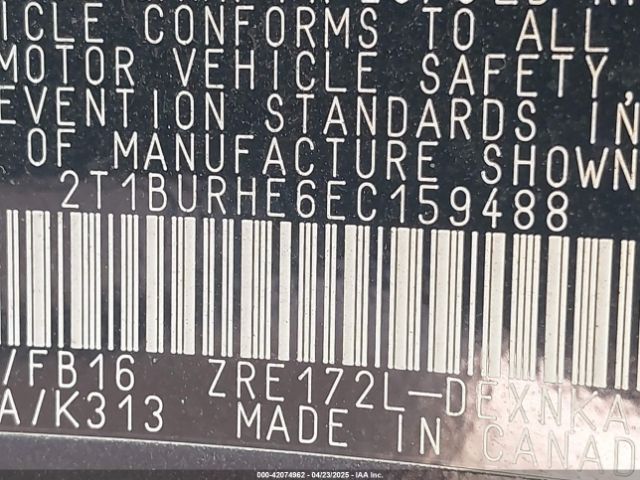 ICLE CONFORMS TO ALL
MOTOR VEHICLE SAFETY,
EVENTION STANDARDS IN
OF MANUFACTURE SHOWN
2T1BURHE6EC159488
/FB16 ZRE172L-DEXNKA
A/K313 MADE IN CANAD
00-42074962 - 04/23/2025 - IAA Inc.